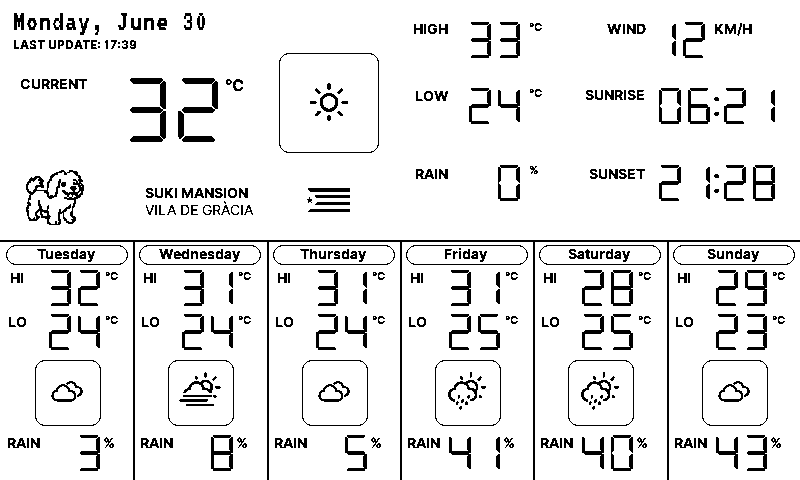 Monday, June 30
LAST UPDATE: 17:39
CURRENT 32 °C
SUKI MANSION
VILA DE GRÀCIA
HIGH 33 °C
LOW 24 °C
RAIN 0 %
WIND 12 KM/H
SUNRISE 06:21
SUNSET 21:28
Tuesday
HI 32 °C
LO 24 °C
RAIN 3 %
Wednesday
HI 31 °C
LO 24 °C
RAIN 8 %
Thursday
HI 31 °C
LO 24 °C
RAIN 5 %
Friday
HI 31 °C
LO 25 °C
RAIN 41 %
Saturday
HI 28 °C
LO 25 °C
RAIN 40 %
Sunday
HI 29 °C
LO 23 °C
RAIN 43 %